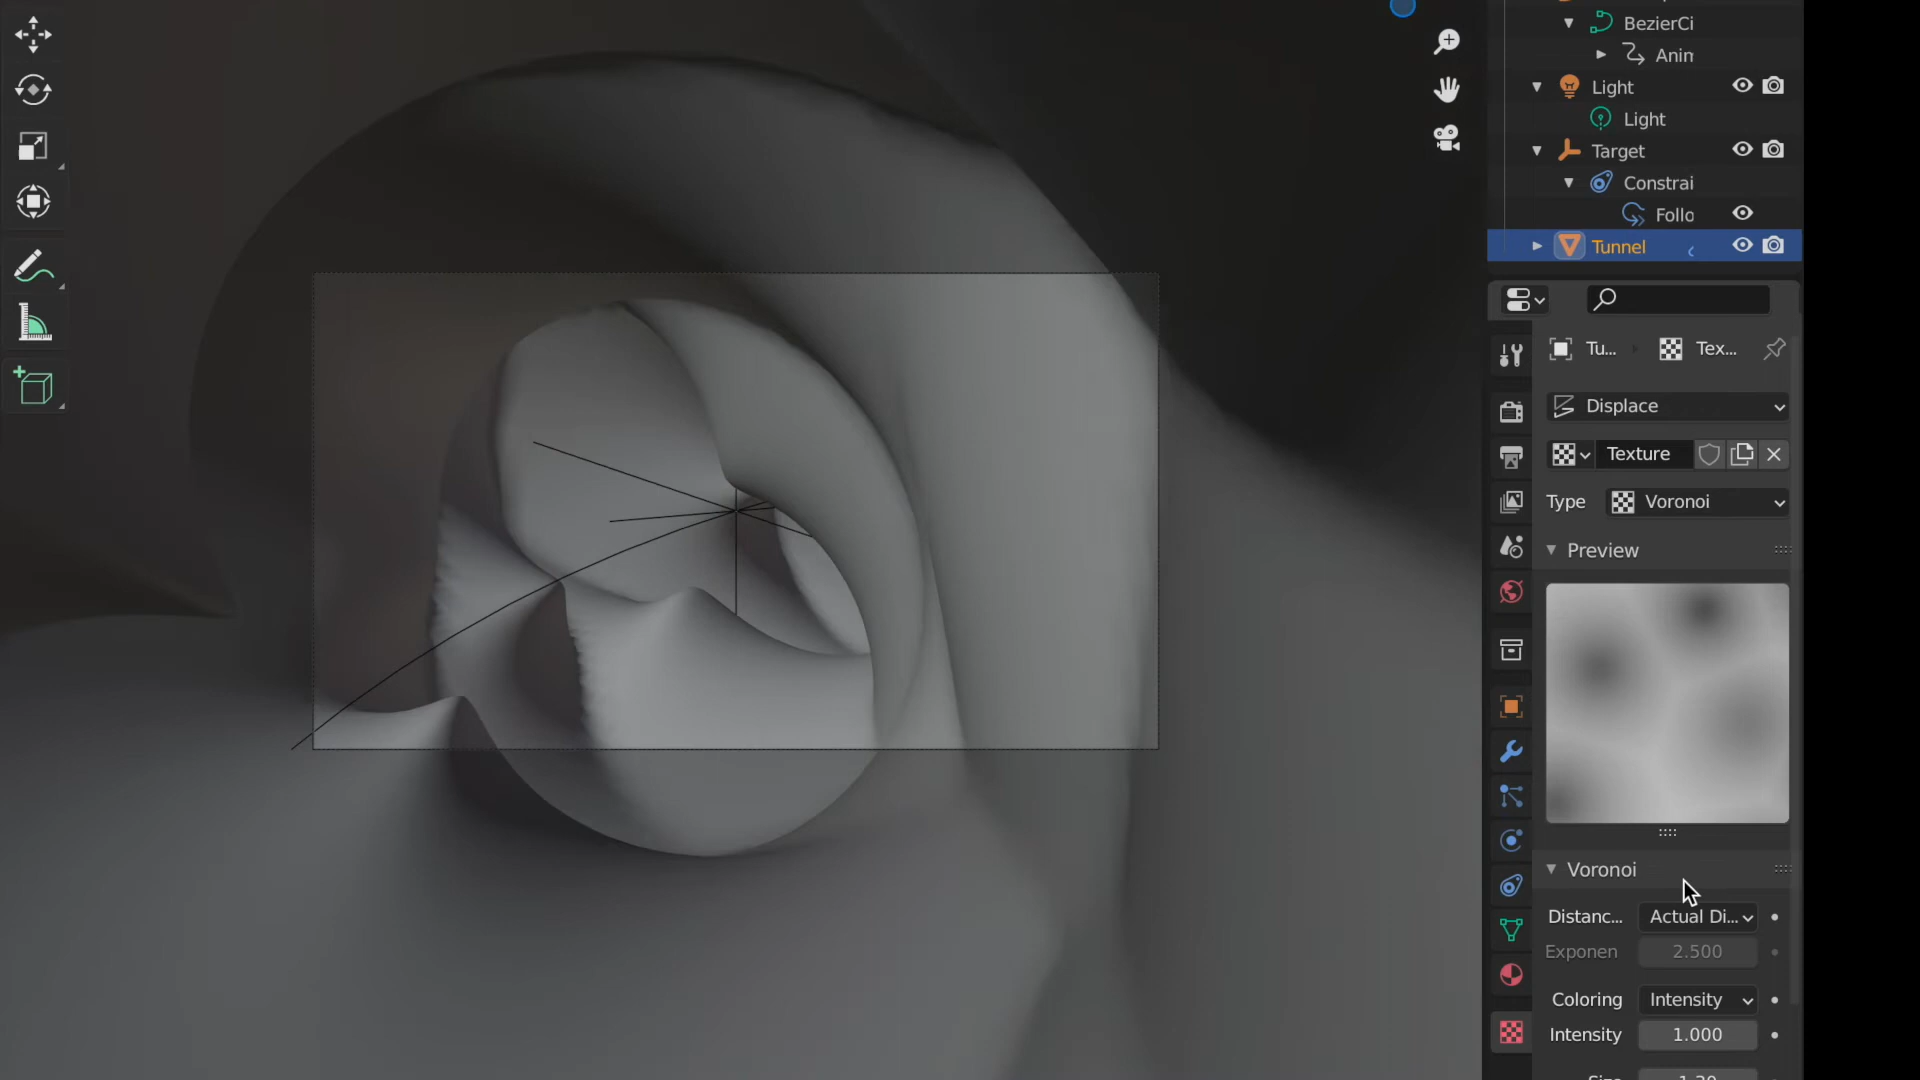 BezierCi
Anin
Light
Light
Target
Constrai
Follo
Tunnel
Tu... Tex...
Displace
Texture
Type Voronoi
Preview
Voronoi
Distanc... Actual Di...
Exponen 2.500
Coloring Intensity
Intensity 1.000